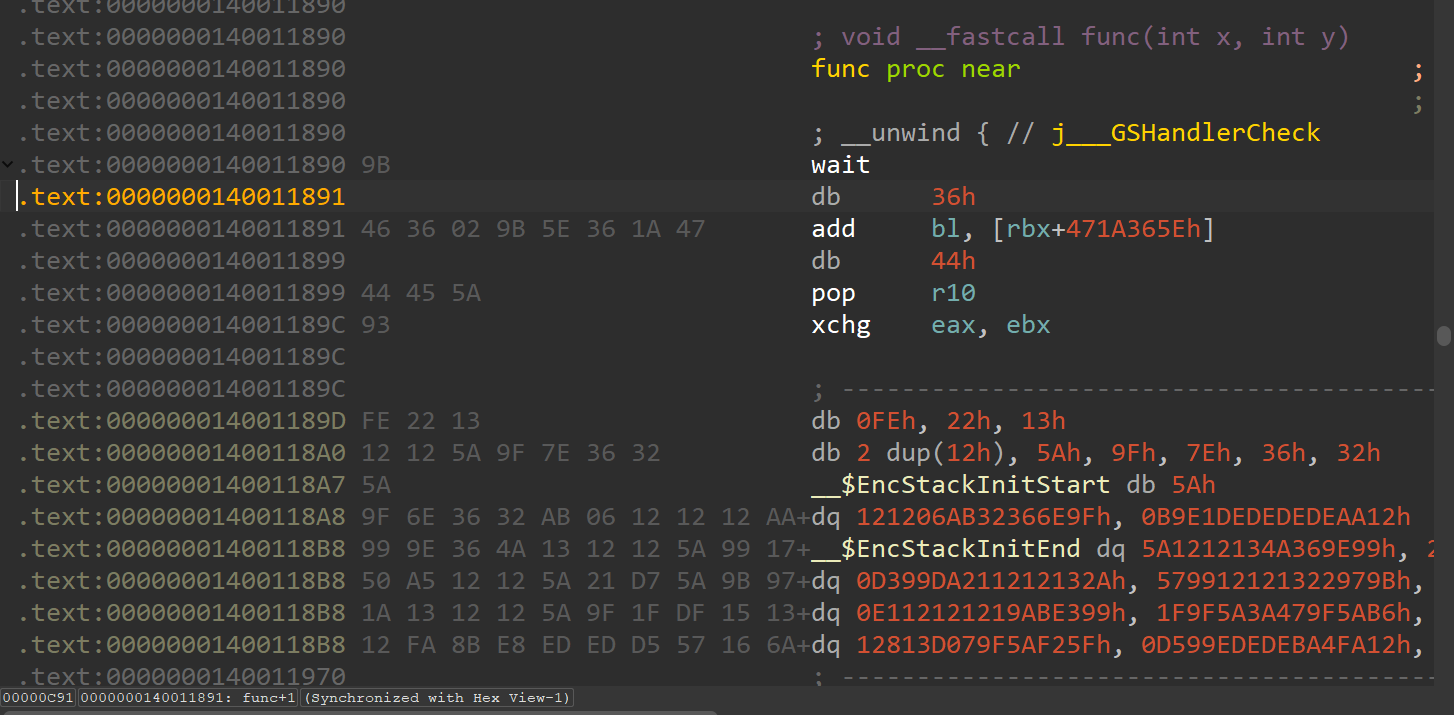 .text:0000000140011890
.text:0000000140011890 ; void __fastcall func(int x, int y)
.text:0000000140011890 func proc near ;
.text:0000000140011890 ;
.text:0000000140011890 ; __unwind { // j___GSHandlerCheck
.text:0000000140011890 9B wait
.text:0000000140011891 db 36h
.text:0000000140011891 46 36 02 9B 5E 36 1A 47 add bl, [rbx+471A365Eh]
.text:0000000140011899 db 44h
.text:0000000140011899 44 45 5A pop r10
.text:000000014001189C 93 xchg eax, ebx
.text:000000014001189C
.text:000000014001189C ; ----------------------------------------
.text:000000014001189D FE 22 13 db 0FEh, 22h, 13h
.text:00000001400118A0 12 12 5A 9F 7E 36 32 db 2 dup(12h), 5Ah, 9Fh, 7Eh, 36h, 32h
.text:00000001400118A7 5A __$EncStackInitStart db 5Ah
.text:00000001400118A8 9F 6E 36 32 AB 06 12 12 12 AA+dq 121206AB32366E9Fh, 0B9E1DEDEDEDEAA12h
.text:00000001400118B8 99 9E 36 4A 13 12 12 5A 99 17+__$EncStackInitEnd dq 5A1212134A369E99h, 2
.text:00000001400118B8 50 A5 12 12 5A 21 D7 5A 9B 97+dq 0D399DA211212132Ah, 579912121322979Bh,
.text:00000001400118B8 1A 13 12 12 5A 9F 1F DF 15 13+dq 0E112121219ABE399h, 1F9F5A3A479F5AB6h,
.text:00000001400118B8 12 FA 8B E8 ED ED D5 57 16 6A+dq 12813D079F5AF25Fh, 0D599EDEDEBA4FA12h,
.text:0000000140011970 ; ----------------------------------------
00000C91 0000000140011891: func+1 (Synchronized with Hex View-1)